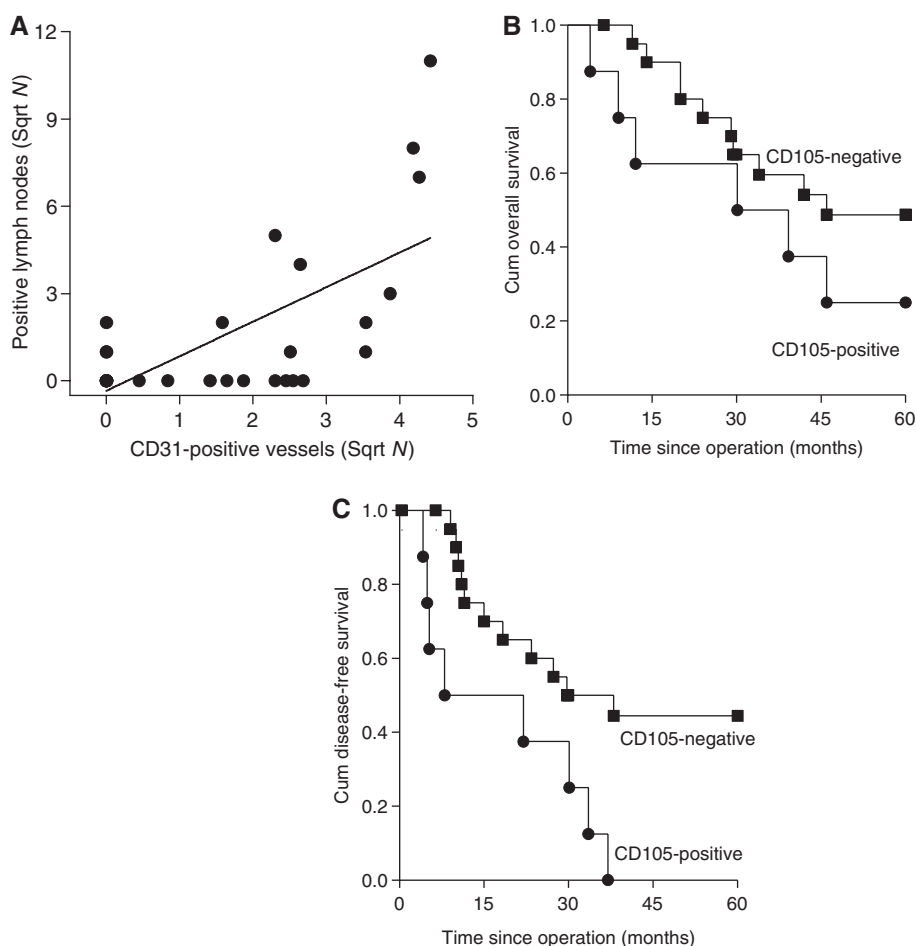 A
12
9
6
3
0
Positive lymph nodes (Sqrt N)
0 1 2 3 4 5
CD31-positive vessels (Sqrt N)
B
1.0
0.8
0.6
0.4
0.2
0.0
Cum overall survival
CD105-negative
CD105-positive
0 15 30 45 60
Time since operation (months)
C
1.0
0.8
0.6
0.4
0.2
0.0
Cum disease-free survival
CD105-negative
CD105-positive
0 15 30 45 60
Time since operation (months)